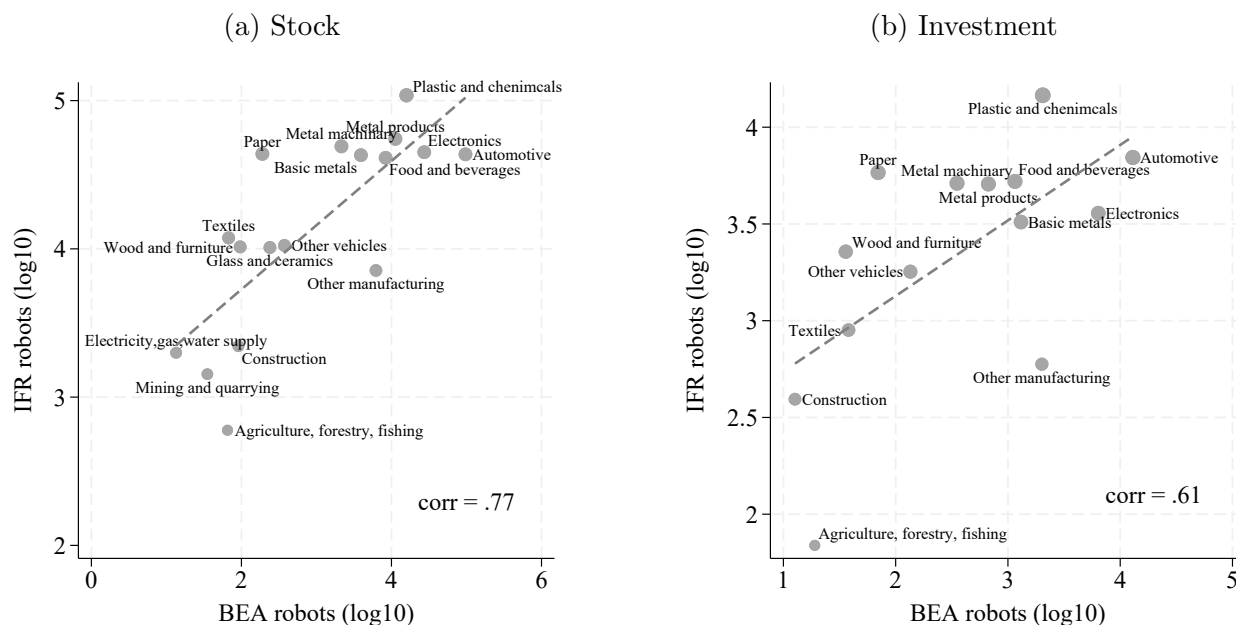 (a) Stock
IFR robots (log10)
5
4
3
2
Plastic and chenimcals
Metal products
Metal machinary
Electronics
Paper
Automotive
Basic metals
Food and beverages
Textiles
Wood and furniture
Other vehicles
Glass and ceramics
Other manufacturing
Electricity,gas,water supply
Construction
Mining and quarrying
Agriculture, forestry, fishing
corr = .77
0 2 4 6
BEA robots (log10)
(b) Investment
IFR robots (log10)
4
3.5
3
2.5
2
Plastic and chenimcals
Paper
Automotive
Metal machinary
Food and beverages
Metal products
Electronics
Basic metals
Wood and furniture
Other vehicles
Textiles
Other manufacturing
Construction
Agriculture, forestry, fishing
corr = .61
1 2 3 4 5
BEA robots (log10)